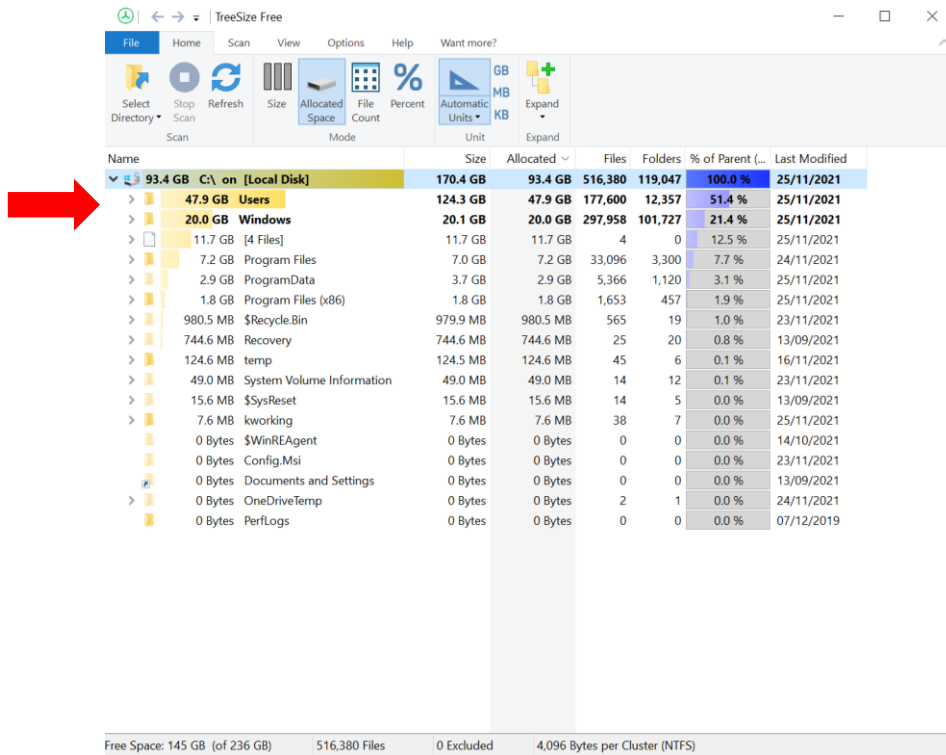 TreeSize Free
File Home Scan View Options Help Want more?
Select Directory Stop Scan Refresh Size Allocated Space File Count Percent Automatic Units GB MB KB Expand
Scan Mode Unit Expand
Name Size Allocated Files Folders % of Parent (... Last Modified
93.4 GB C:\ on [Local Disk] 170.4 GB 93.4 GB 516,380 119,047 100.0 % 25/11/2021
47.9 GB Users 124.3 GB 47.9 GB 177,600 12,357 51.4 % 25/11/2021
20.0 GB Windows 20.1 GB 20.0 GB 297,958 101,727 21.4 % 25/11/2021
11.7 GB [4 Files] 11.7 GB 11.7 GB 4 0 12.5 % 25/11/2021
7.2 GB Program Files 7.0 GB 7.2 GB 33,096 3,300 7.7 % 24/11/2021
2.9 GB ProgramData 3.7 GB 2.9 GB 5,366 1,120 3.1 % 25/11/2021
1.8 GB Program Files (x86) 1.8 GB 1.8 GB 1,653 457 1.9 % 25/11/2021
980.5 MB $Recycle.Bin 979.9 MB 980.5 MB 565 19 1.0 % 23/11/2021
744.6 MB Recovery 744.6 MB 744.6 MB 25 20 0.8 % 13/09/2021
124.6 MB temp 124.5 MB 124.6 MB 45 6 0.1 % 16/11/2021
49.0 MB System Volume Information 49.0 MB 49.0 MB 14 12 0.1 % 23/11/2021
15.6 MB $SysReset 15.6 MB 15.6 MB 14 5 0.0 % 13/09/2021
7.6 MB kworking 7.6 MB 7.6 MB 38 7 0.0 % 25/11/2021
0 Bytes $WinREAgent 0 Bytes 0 Bytes 0 0 0.0 % 14/10/2021
0 Bytes Config.Msi 0 Bytes 0 Bytes 0 0 0.0 % 23/11/2021
0 Bytes Documents and Settings 0 Bytes 0 Bytes 0 0 0.0 % 13/09/2021
0 Bytes OneDriveTemp 0 Bytes 0 Bytes 2 1 0.0 % 24/11/2021
0 Bytes PerfLogs 0 Bytes 0 Bytes 0 0 0.0 % 07/12/2019
Free Space: 145 GB (of 236 GB) 516,380 Files 0 Excluded 4,096 Bytes per Cluster (NTFS)